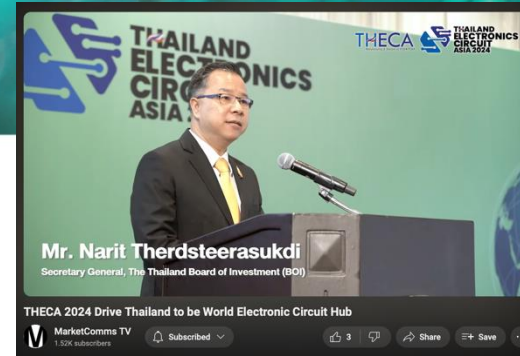 THAILAND
ELECTRONICS
CIRCUIT
ASIA
THECA
THAILAND
ELECTRONICS
CIRCUIT
ASIA 2024
Mr. Narit Therdsteerasukdi
Secretary General, The Thailand Board of Investment (BOI)
THECA 2024 Drive Thailand to be World Electronic Circuit Hub
MarketComms TV
1.52K subscribers
Subscribed
3
Share
Save